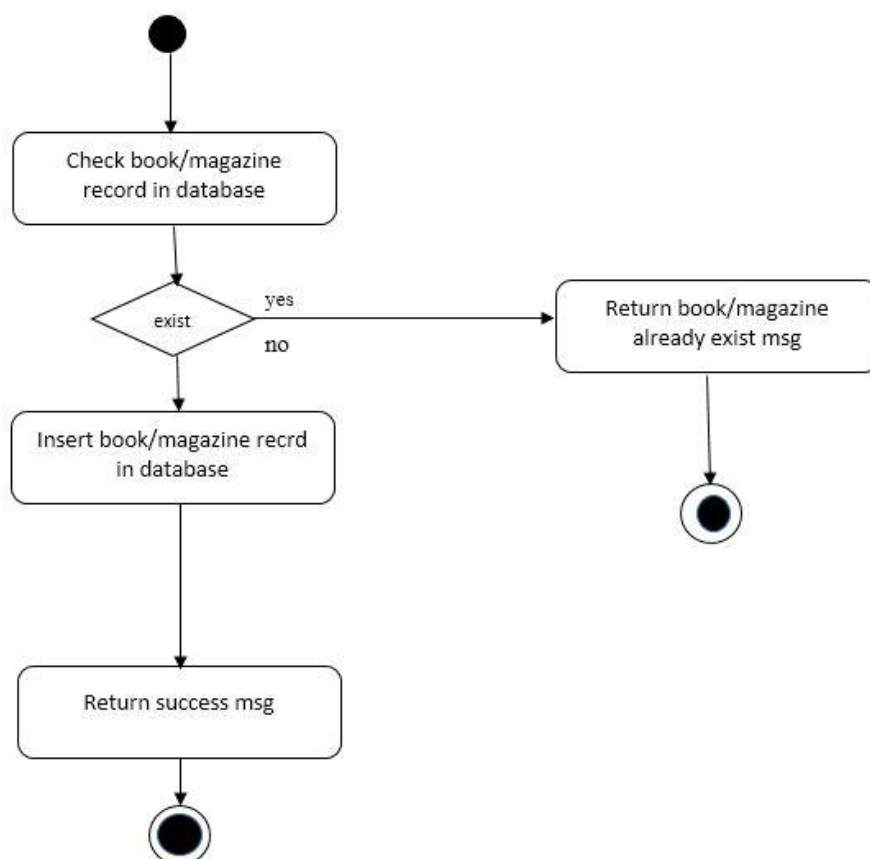 Check book/magazine
record in database
exist
yes
no
Return book/magazine
already exist msg
Insert book/magazine recrd
in database
Return success msg